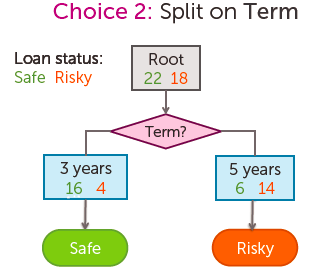 Choice 2: Split on Term
Loan status:
Safe Risky
Root
22 18
Term?
3 years
16 4
5 years
6 14
Safe
Risky